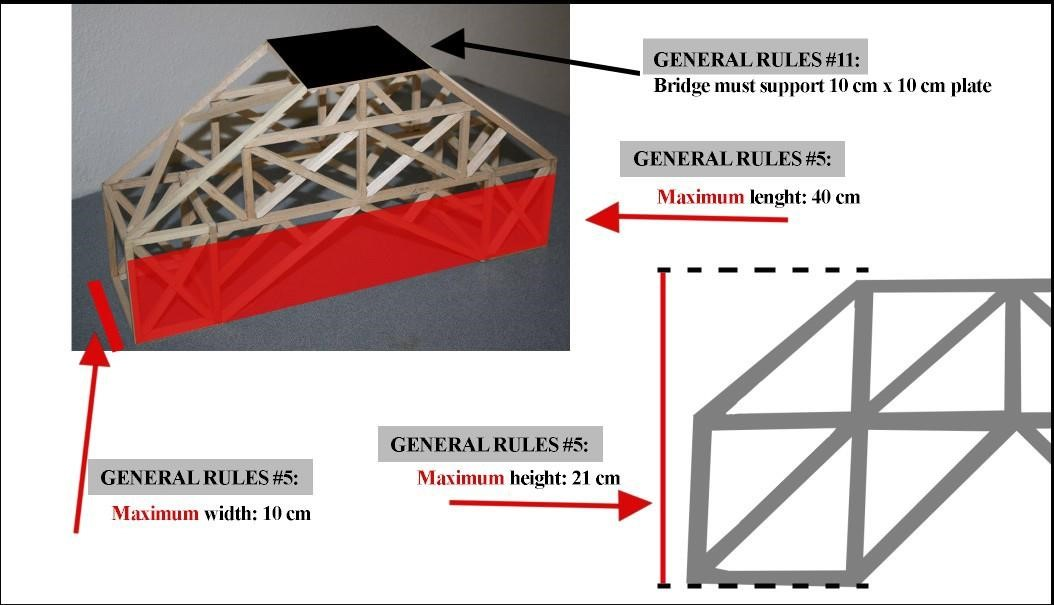 GENERAL RULES #11:
Bridge must support 10 cm x 10 cm plate
GENERAL RULES #5:
Maximum lenght: 40 cm
GENERAL RULES #5:
Maximum height: 21 cm
GENERAL RULES #5:
Maximum width: 10 cm